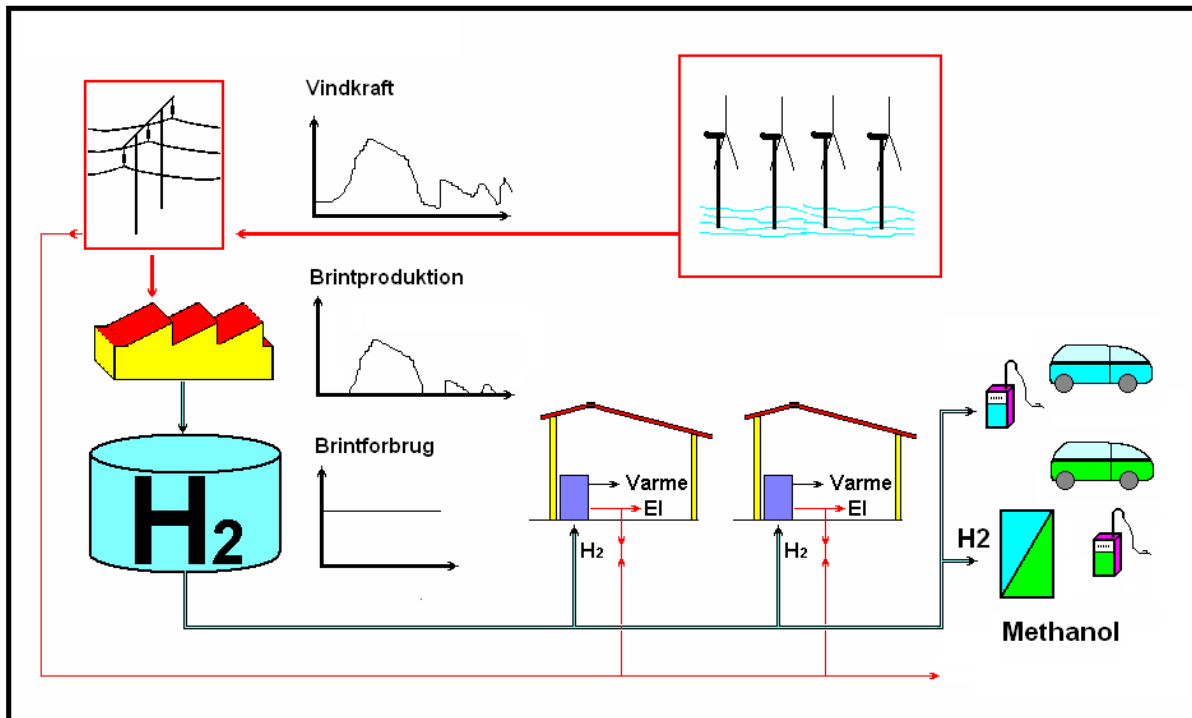 Vindkraft
Brintproduktion
Brintforbrug
H2
Varme
El
H2
Varme
El
H2
H2
Methanol